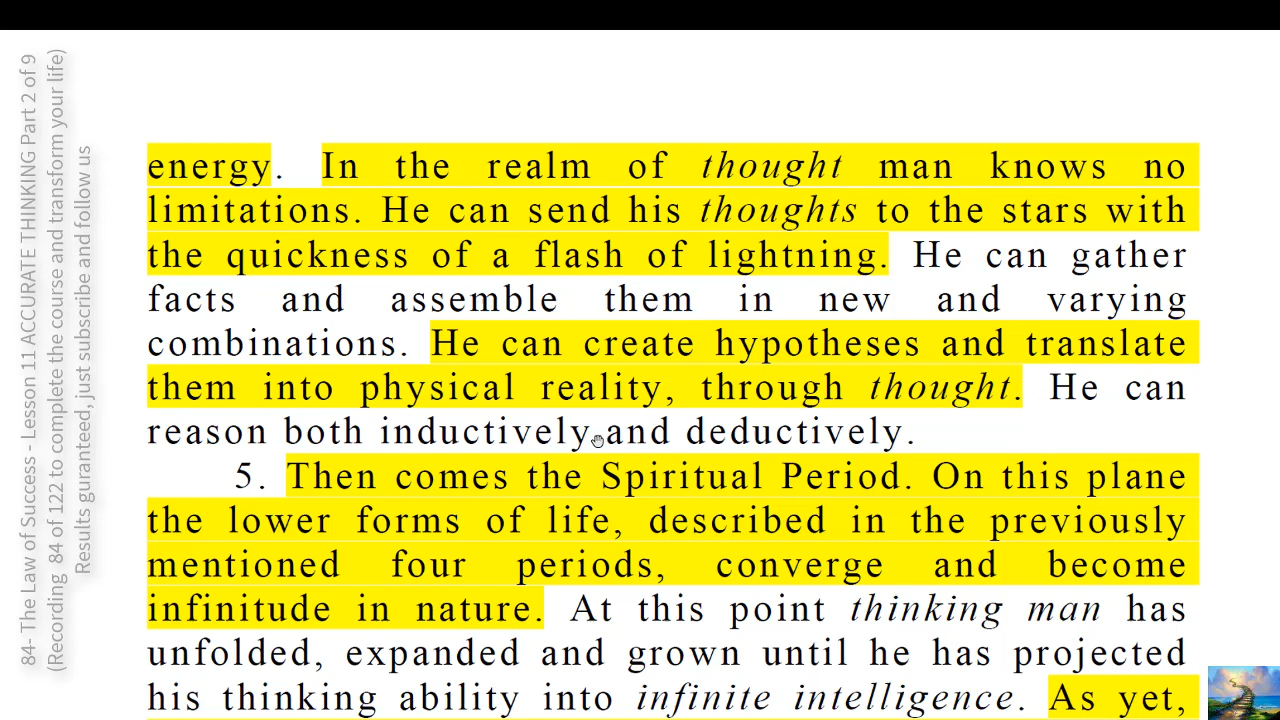 84- The Law of Success - Lesson 11 ACCURATE THINKING Part 2 of 9
(Recording  84 of 122 to complete the course and transform your life)
Results guranteed, just subscribe and follow us
energy. In the realm of thought man knows no
limitations. He can send his thoughts to the stars with
the quickness of a flash of lightning. He can gather
facts and assemble them in new and varying
combinations. He can create hypotheses and translate
them into physical reality, through thought. He can
reason both inductively and deductively.
5. Then comes the Spiritual Period. On this plane
the lower forms of life, described in the previously
mentioned four periods, converge and become
infinitude in nature. At this point thinking man has
unfolded, expanded and grown until he has projected
his thinking ability into infinite intelligence. As yet,